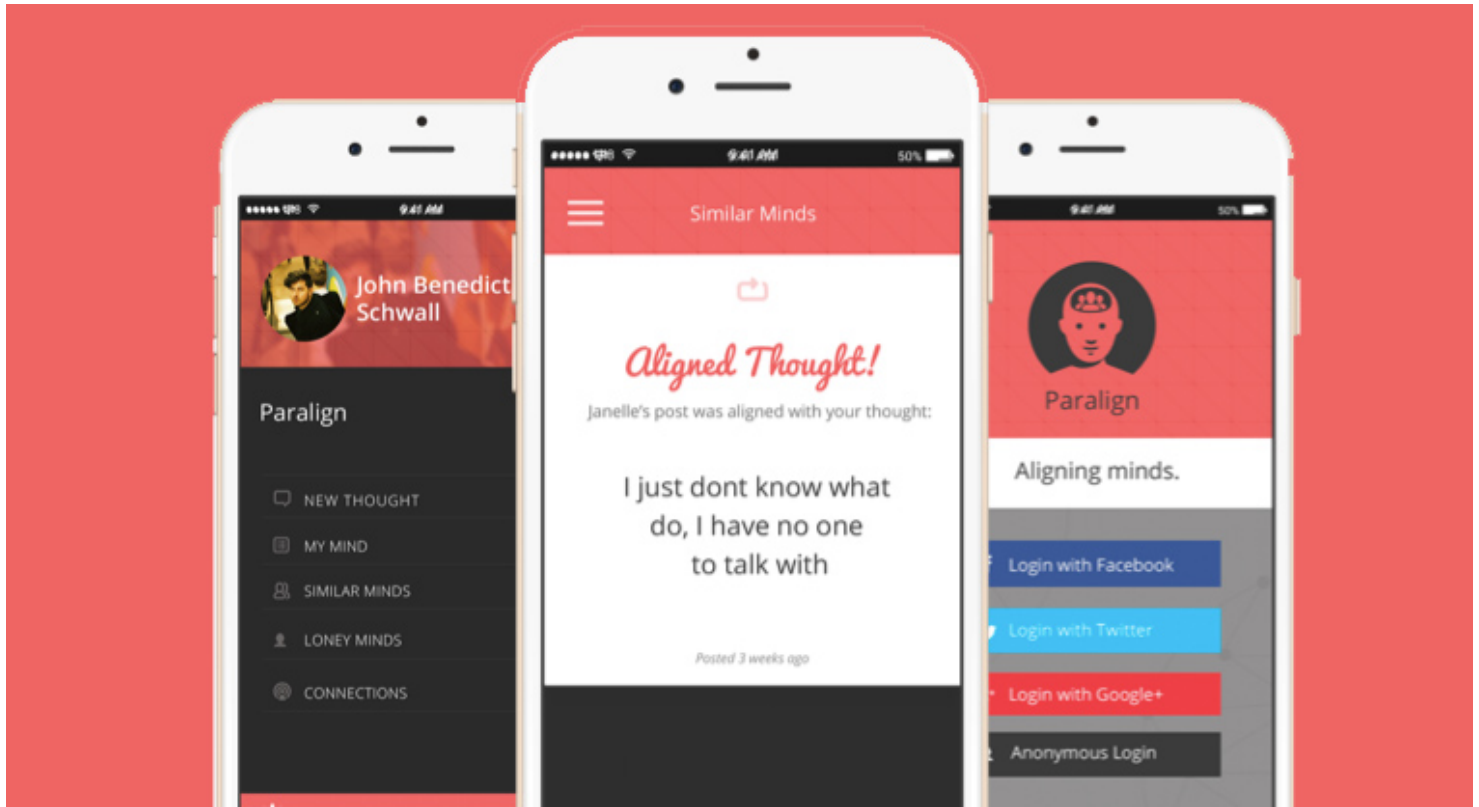 9:41 AM
John Benedict
Schwall
Paralign
NEW THOUGHT
MY MIND
SIMILAR MINDS
LONEY MINDS
CONNECTIONS
9:41 AM 50%
Similar Minds
Aligned Thought!
Janelle's post was aligned with your thought:
I just dont know what
do, I have no one
to talk with
Posted 3 weeks ago
9:41 AM 50%
Paralign
Aligning minds.
Login with Facebook
Login with Twitter
Login with Google+
Anonymous Login